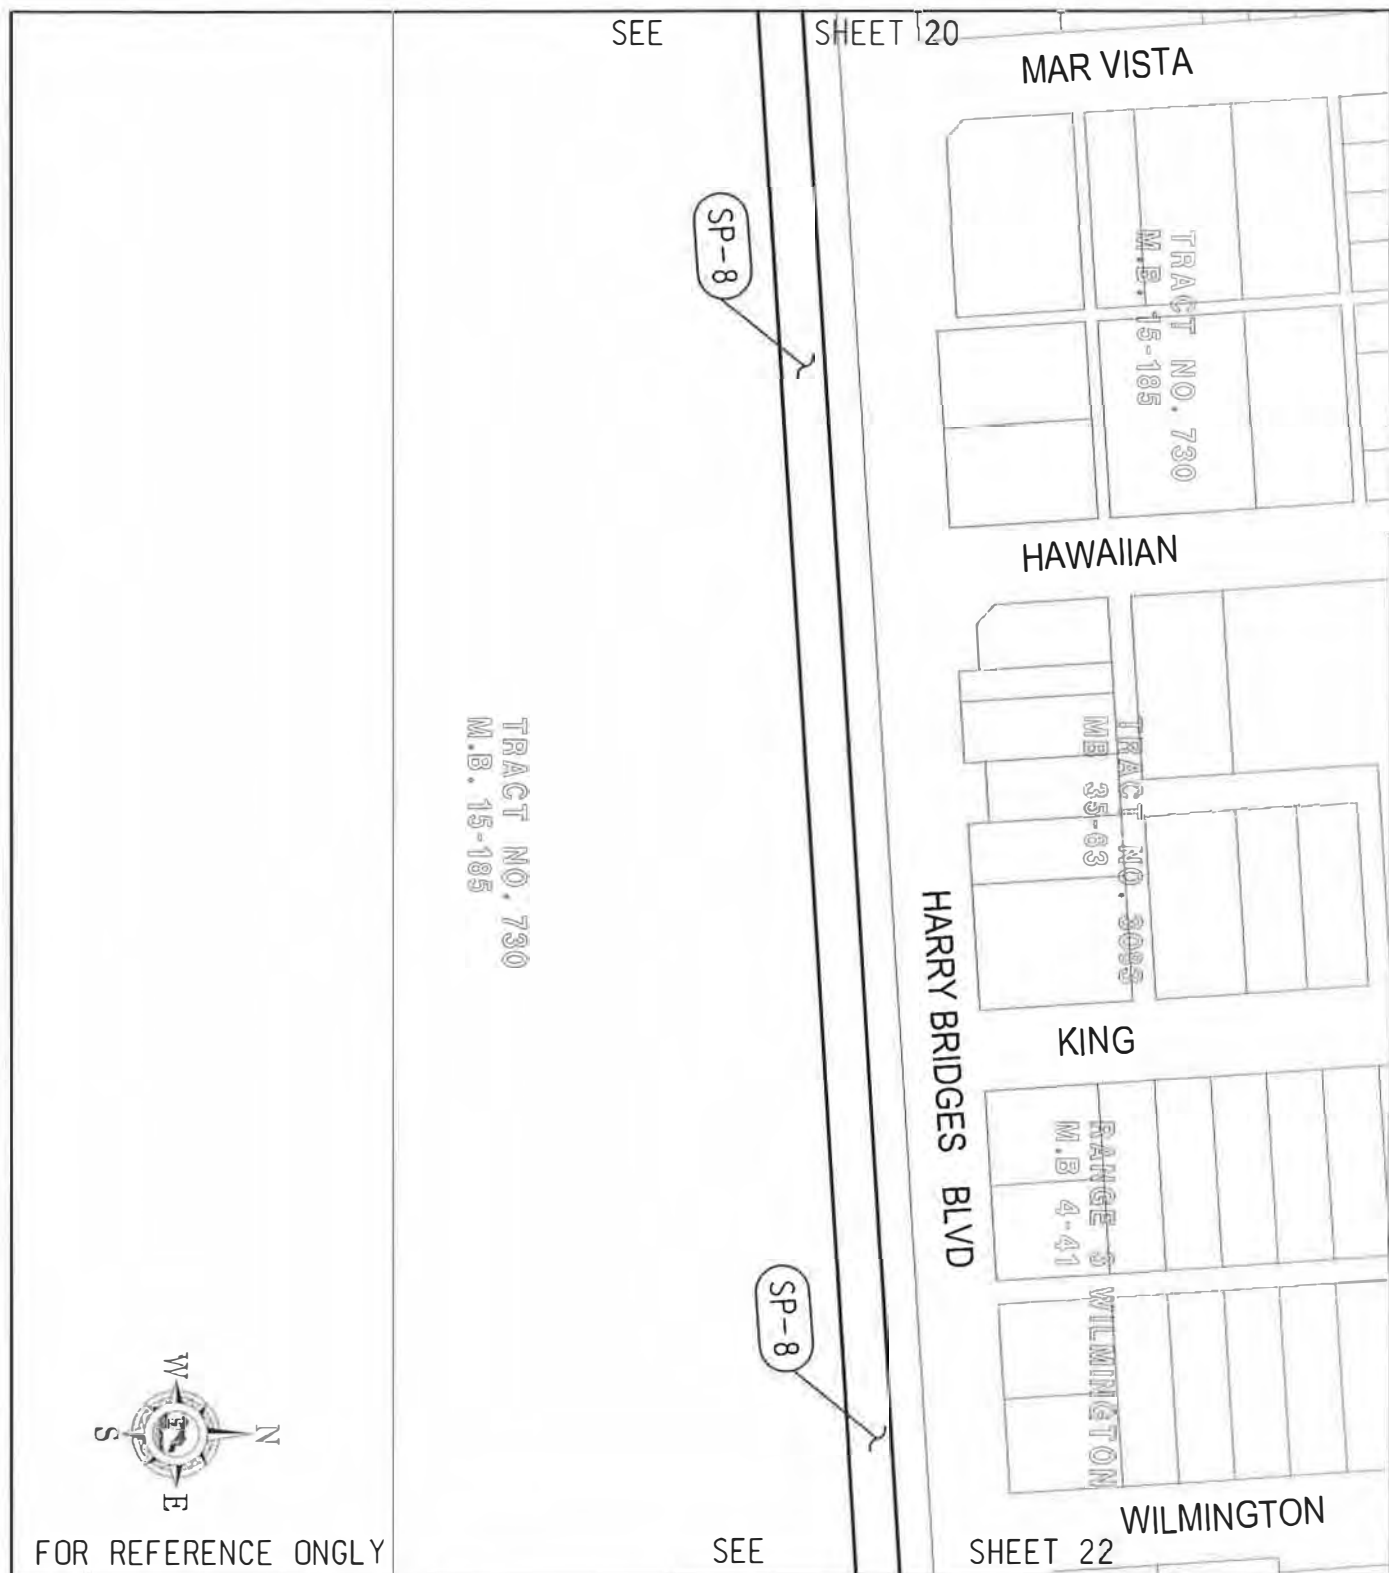 SEE SHEET 20
MAR VISTA
SP-8
TRACT NO. 730
M.B. 15-185
HAWAIIAN
TRACT NO. 3093
MB 35-63
TRACT NO. 730
M.B. 15-185
HARRY BRIDGES BLVD
KING
RANGE 3 WILMINGTON
M.B 4-41
SP-8
W
S
N
E
WILMINGTON
FOR REFERENCE ONGLY
SEE SHEET 22